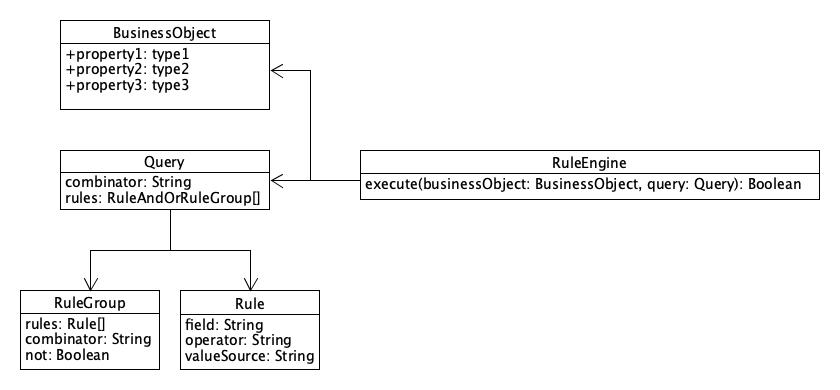 BusinessObject
+property1: type1
+property2: type2
+property3: type3
Query
combinator: String
rules: RuleAndOrRuleGroup[]
RuleEngine
execute(businessObject: BusinessObject, query: Query): Boolean
RuleGroup
rules: Rule[]
combinator: String
not: Boolean
Rule
field: String
operator: String
valueSource: String